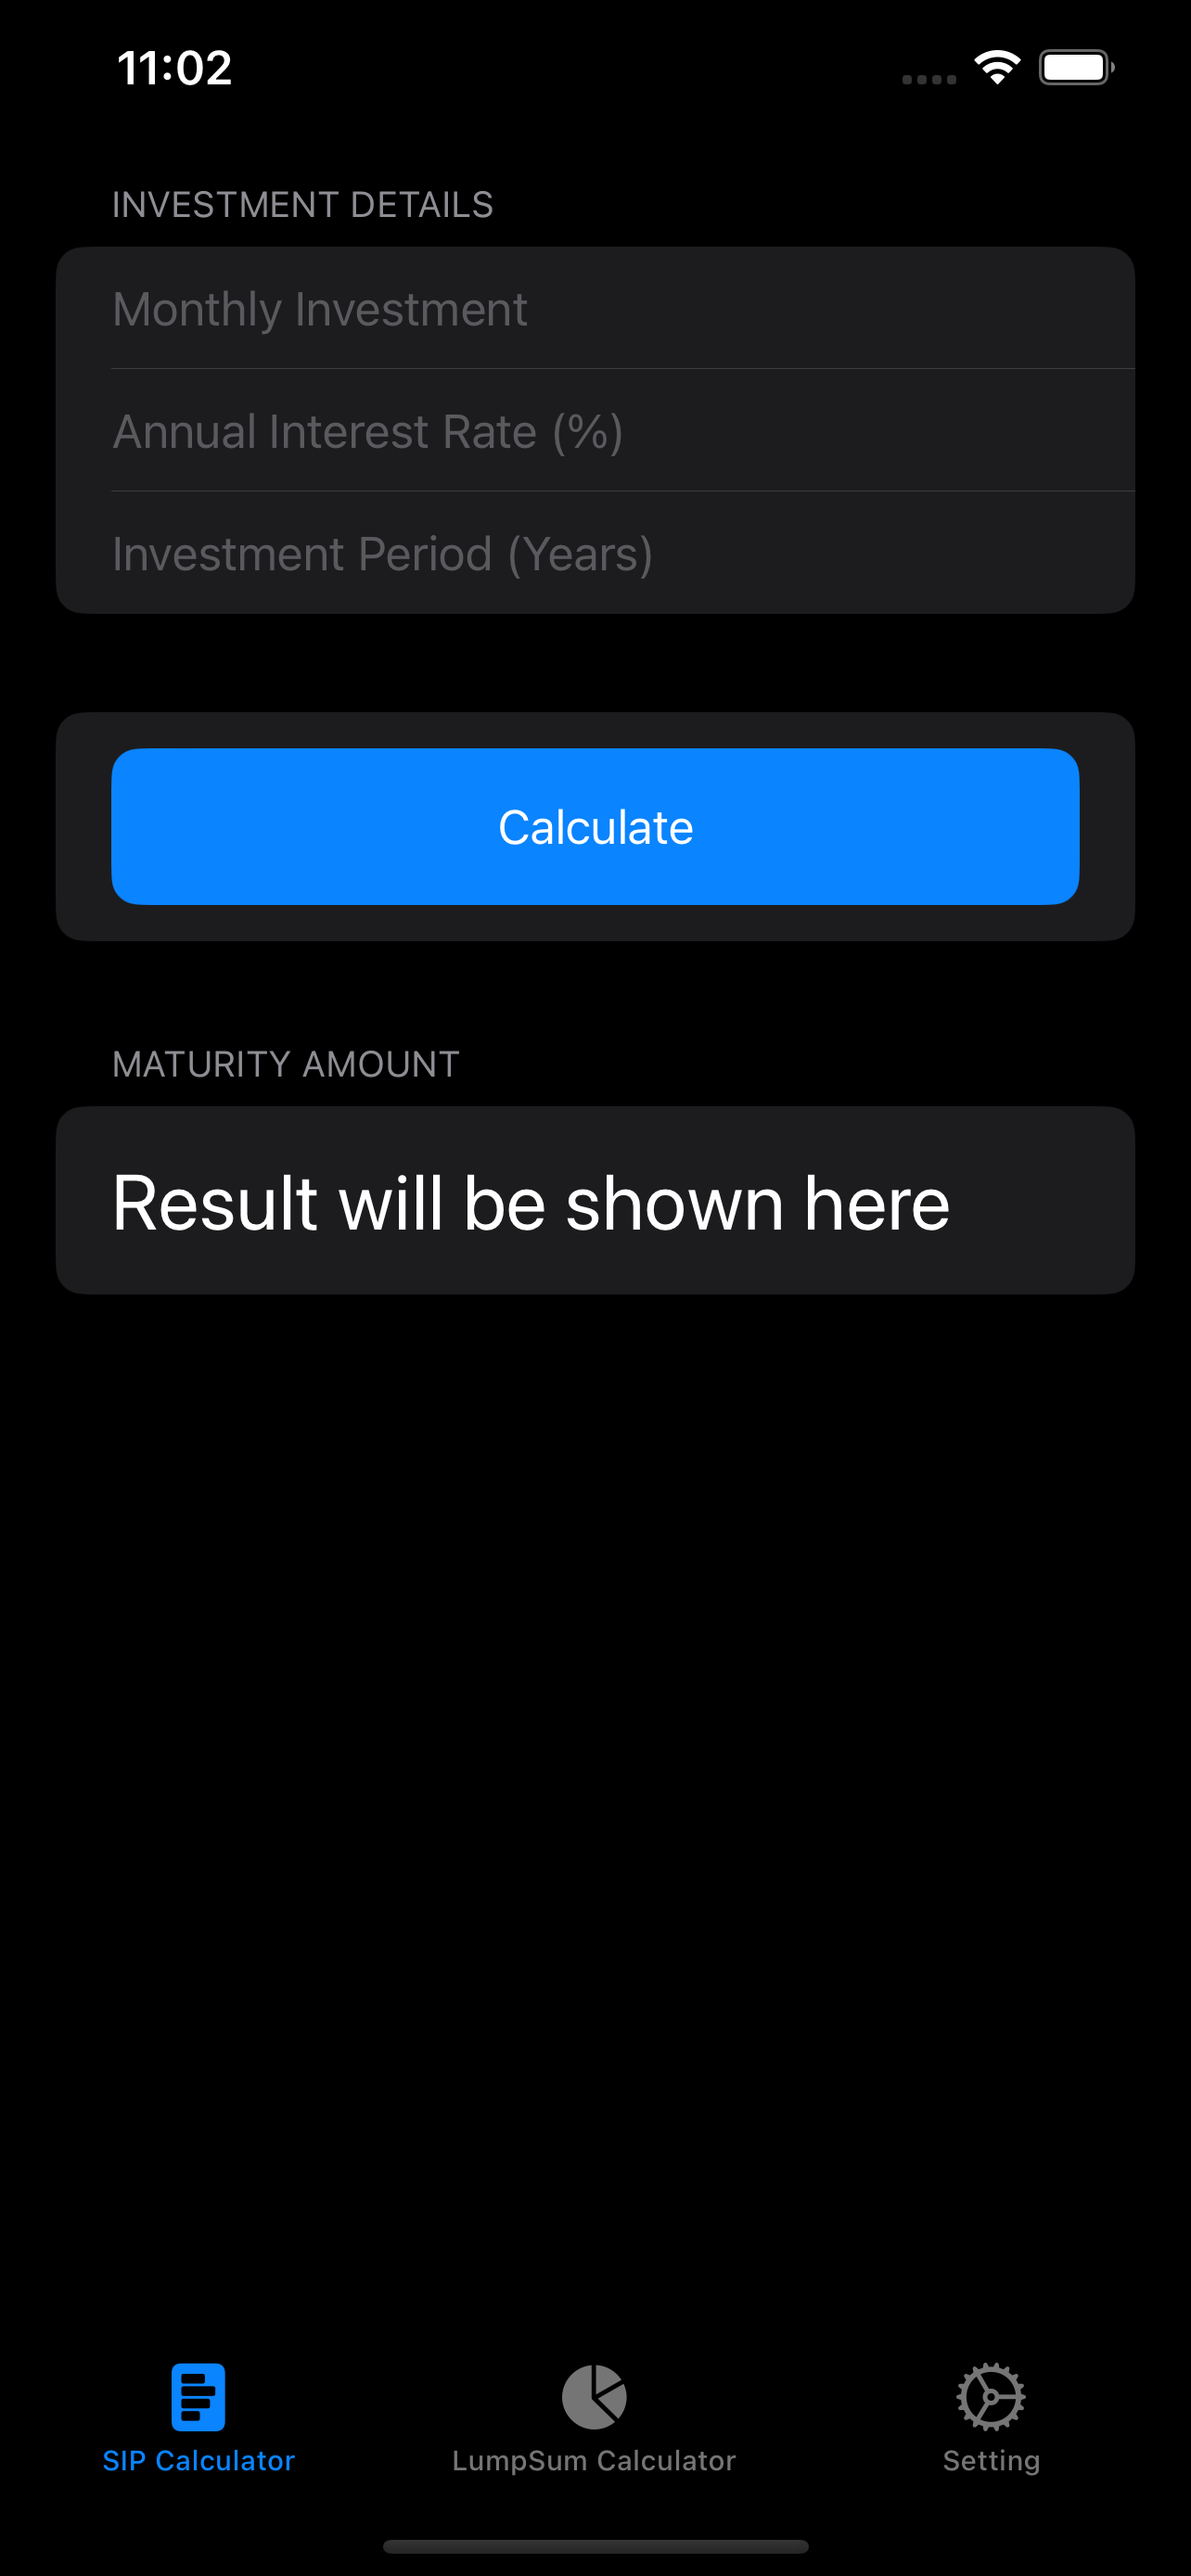 11:02
INVESTMENT DETAILS
Monthly Investment
Annual Interest Rate (%)
Investment Period (Years)
Calculate
MATURITY AMOUNT
Result will be shown here
SIP Calculator
LumpSum Calculator
Setting